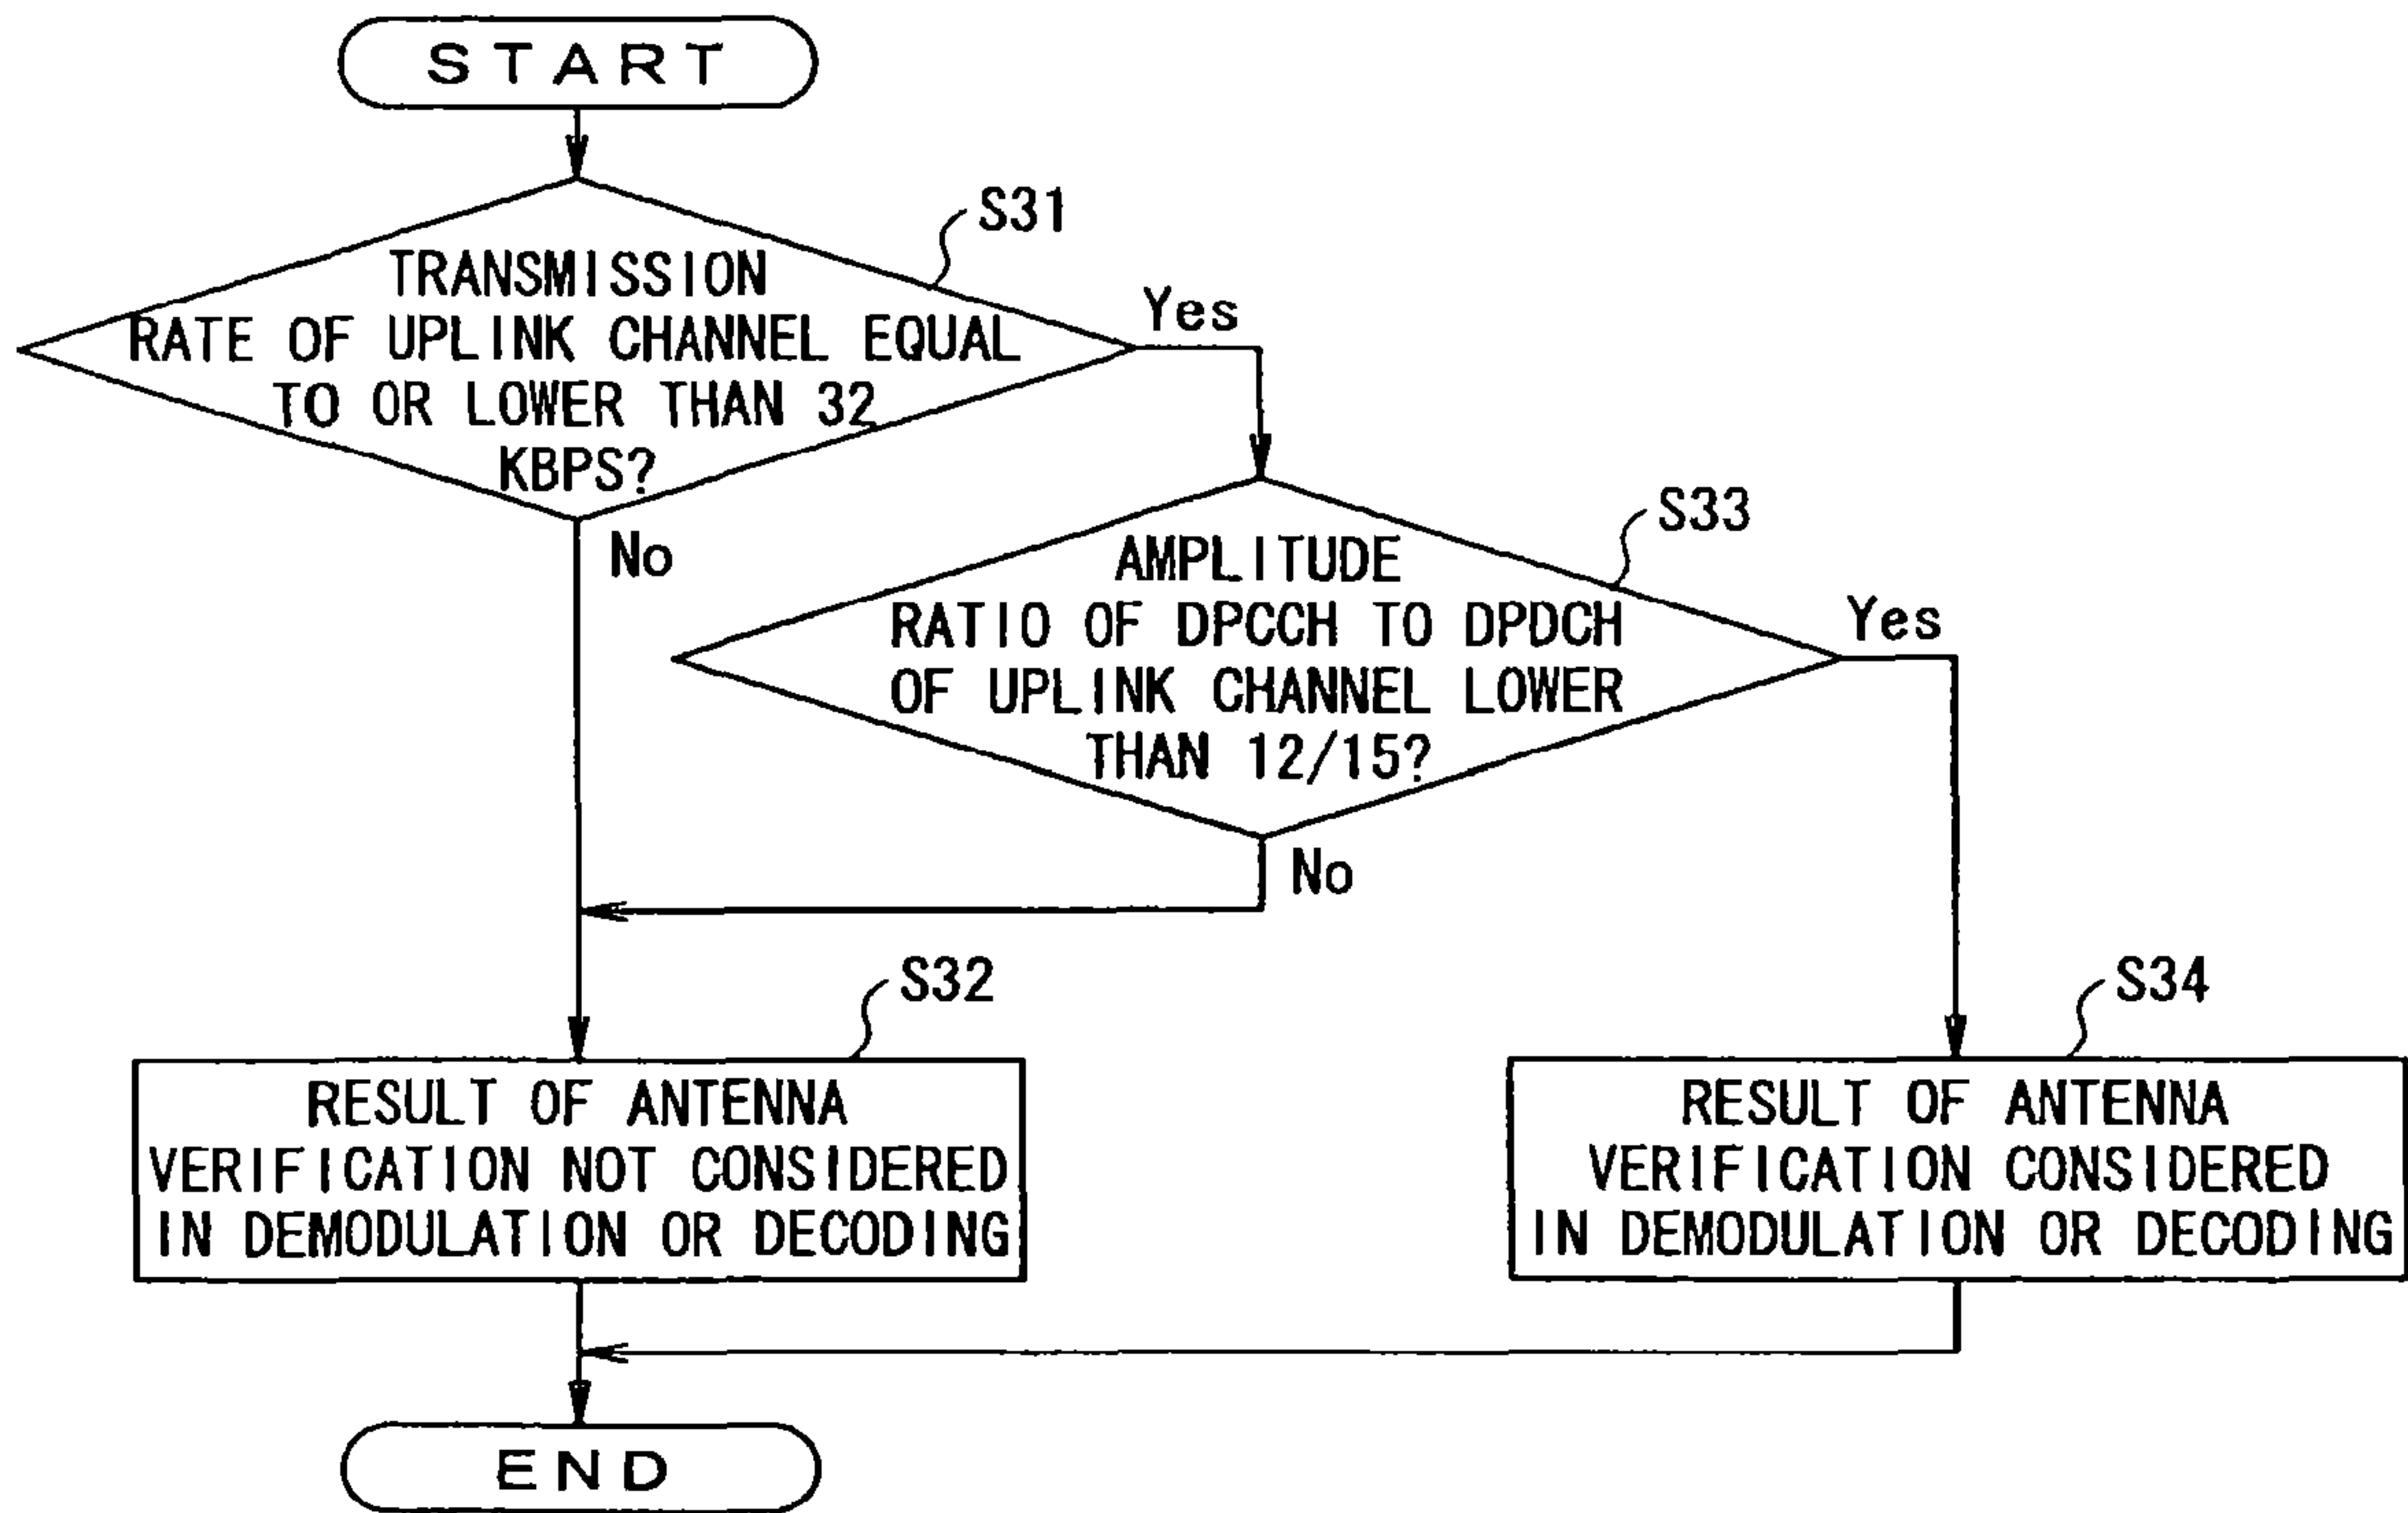 START
S31
TRANSMISSION
RATE OF UPLINK CHANNEL EQUAL
TO OR LOWER THAN 32
KBPS?
Yes
No
S33
AMPLITUDE
RATIO OF DPCCH TO DPDCH
OF UPLINK CHANNEL LOWER
THAN 12/15?
Yes
No
S32
RESULT OF ANTENNA
VERIFICATION NOT CONSIDERED
IN DEMODULATION OR DECODING
S34
RESULT OF ANTENNA
VERIFICATION CONSIDERED
IN DEMODULATION OR DECODING
END